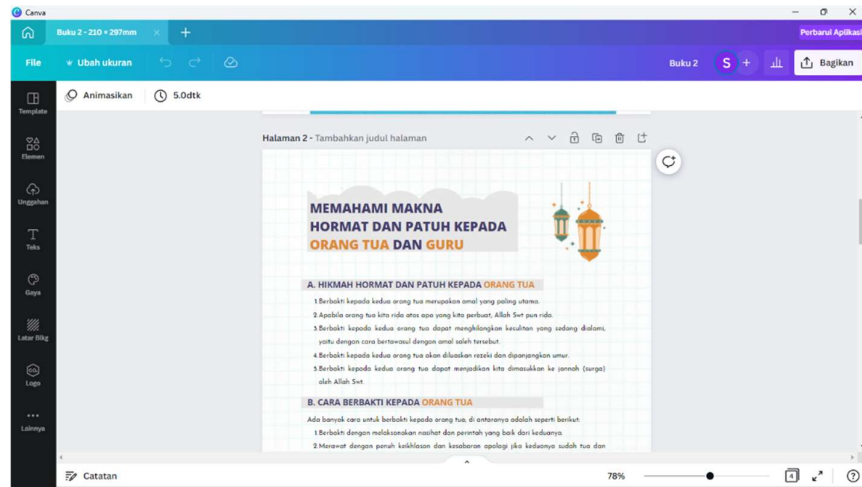 Canva
Buku 2 - 210 × 297mm
Perbarui Aplikasi
File
Ubah ukuran
Buku 2
S
Bagikan
Animasikan
5.0dtk
Template
Elemen
Unggahan
Teks
Gaya
Latar Blkg
Logo
Lainnya
Halaman 2 - Tambahkan judul halaman
MEMAHAMI MAKNA
HORMAT DAN PATUH KEPADA
ORANG TUA DAN GURU
A. HIKMAH HORMAT DAN PATUH KEPADA ORANG TUA
1. Berbakti kepada kedua orang tua merupakan amal yang paling utama.
2. Apabila orang tua kita rida atas apa yang kita perbuat, Allah Swt pun rida.
3. Berbakti kepada kedua orang tua dapat menghilangkan kesulitan yang sedang dialami,
yaitu dengan cara bertawasul dengan amal saleh tersebut.
4. Berbakti kepada kedua orang tua akan diluaskan rezeki dan dipanjangkan umur.
5. Berbakti kepada kedua orang tua dapat menjadikan kita dimasukkan ke jannah (surga)
oleh Allah Swt.
B. CARA BERBAKTI KEPADA ORANG TUA
Ada banyak cara untuk berbakti kepada orang tua, di antaranya adalah seperti berikut:
1. Berbakti dengan melaksanakan nasihat dan perintah yang baik dari keduanya.
2. Merawat dengan penuh keikhlasan dan kesabaran apalagi jika keduanya sudah tua dan
Catatan
78%
4